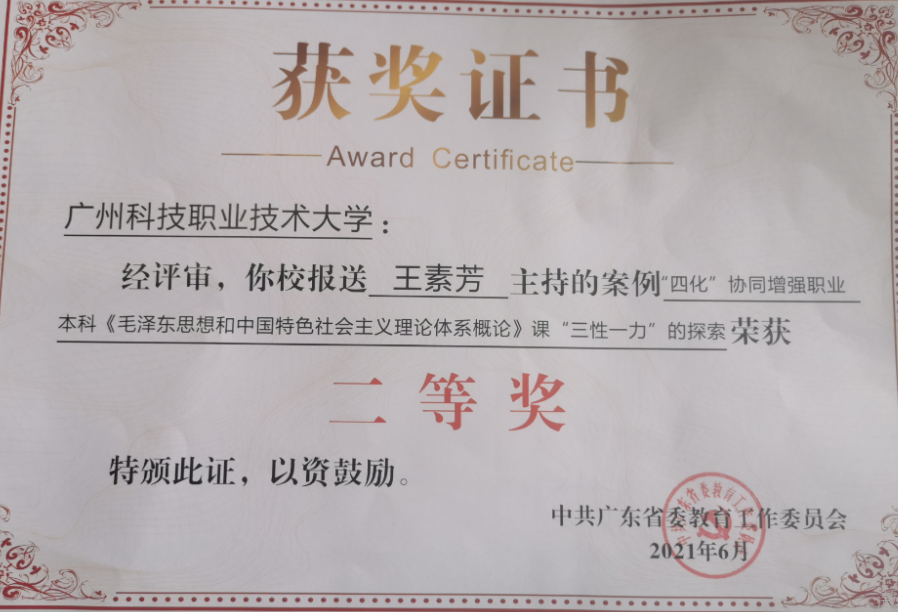 获奖证书
Award Certificate
广州科技职业技术大学：
经评审，你校报送 王素芳 主持的案例“四化”协同增强职业
本科《毛泽东思想和中国特色社会主义理论体系概论》课“三性一力”的探索荣获
二等奖
特颁此证，以资鼓励。
中共广东省委教育工作委员会
2021年6月